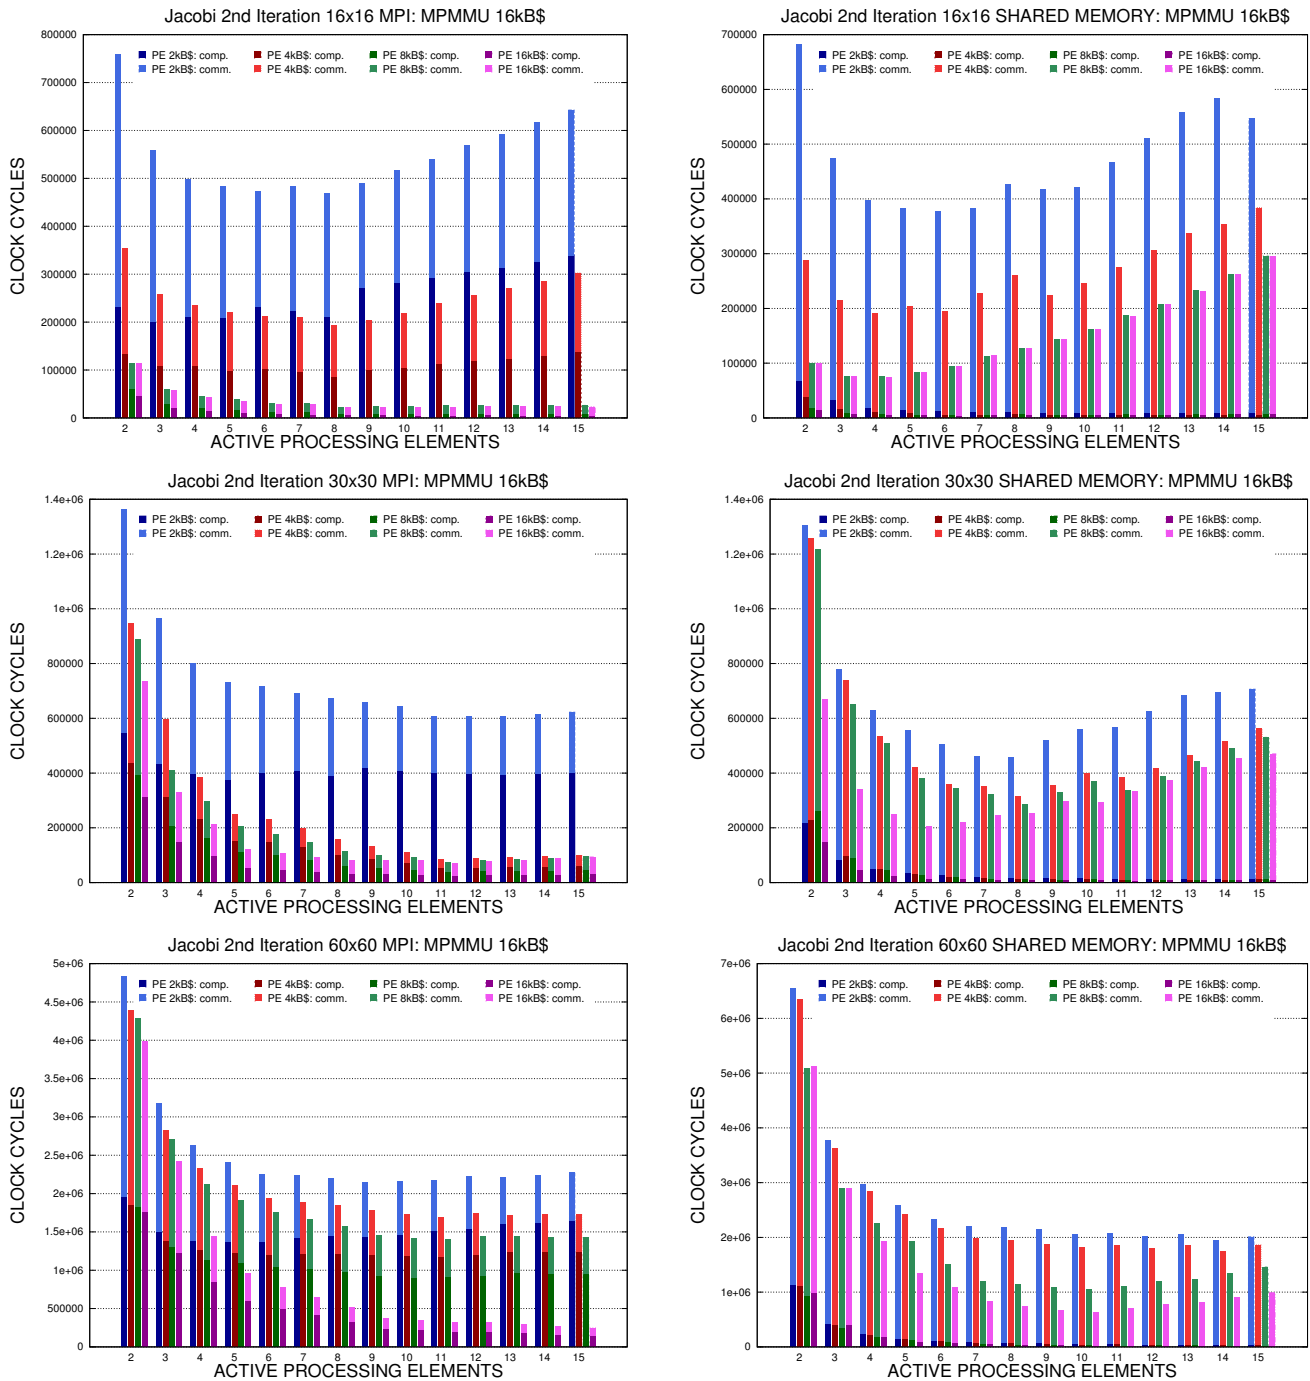 Jacobi 2nd Iteration 16x16 MPI: MPMMU 16kB$
800000
700000
600000
500000
400000
300000
200000
100000
0
CLOCK CYCLES
PE 2kB$: comp. PE 4kB$: comp. PE 8kB$: comp. PE 16kB$: comp.
PE 2kB$: comm. PE 4kB$: comm. PE 8kB$: comm. PE 16kB$: comm.
2 3 4 5 6 7 8 9 10 11 12 13 14 15
ACTIVE PROCESSING ELEMENTS
Jacobi 2nd Iteration 16x16 SHARED MEMORY: MPMMU 16kB$
700000
600000
500000
400000
300000
200000
100000
0
CLOCK CYCLES
PE 2kB$: comp. PE 4kB$: comp. PE 8kB$: comp. PE 16kB$: comp.
PE 2kB$: comm. PE 4kB$: comm. PE 8kB$: comm. PE 16kB$: comm.
2 3 4 5 6 7 8 9 10 11 12 13 14 15
ACTIVE PROCESSING ELEMENTS
Jacobi 2nd Iteration 30x30 MPI: MPMMU 16kB$
1.4e+06
1.2e+06
1e+06
800000
600000
400000
200000
0
CLOCK CYCLES
PE 2kB$: comp. PE 4kB$: comp. PE 8kB$: comp. PE 16kB$: comp.
PE 2kB$: comm. PE 4kB$: comm. PE 8kB$: comm. PE 16kB$: comm.
2 3 4 5 6 7 8 9 10 11 12 13 14 15
ACTIVE PROCESSING ELEMENTS
Jacobi 2nd Iteration 30x30 SHARED MEMORY: MPMMU 16kB$
1.4e+06
1.2e+06
1e+06
800000
600000
400000
200000
0
CLOCK CYCLES
PE 2kB$: comp. PE 4kB$: comp. PE 8kB$: comp. PE 16kB$: comp.
PE 2kB$: comm. PE 4kB$: comm. PE 8kB$: comm. PE 16kB$: comm.
2 3 4 5 6 7 8 9 10 11 12 13 14 15
ACTIVE PROCESSING ELEMENTS
Jacobi 2nd Iteration 60x60 MPI: MPMMU 16kB$
5e+06
4.5e+06
4e+06
3.5e+06
3e+06
2.5e+06
2e+06
1.5e+06
1e+06
500000
0
CLOCK CYCLES
PE 2kB$: comp. PE 4kB$: comp. PE 8kB$: comp. PE 16kB$: comp.
PE 2kB$: comm. PE 4kB$: comm. PE 8kB$: comm. PE 16kB$: comm.
2 3 4 5 6 7 8 9 10 11 12 13 14 15
ACTIVE PROCESSING ELEMENTS
Jacobi 2nd Iteration 60x60 SHARED MEMORY: MPMMU 16kB$
7e+06
6e+06
5e+06
4e+06
3e+06
2e+06
1e+06
0
CLOCK CYCLES
PE 2kB$: comp. PE 4kB$: comp. PE 8kB$: comp. PE 16kB$: comp.
PE 2kB$: comm. PE 4kB$: comm. PE 8kB$: comm. PE 16kB$: comm.
2 3 4 5 6 7 8 9 10 11 12 13 14 15
ACTIVE PROCESSING ELEMENTS